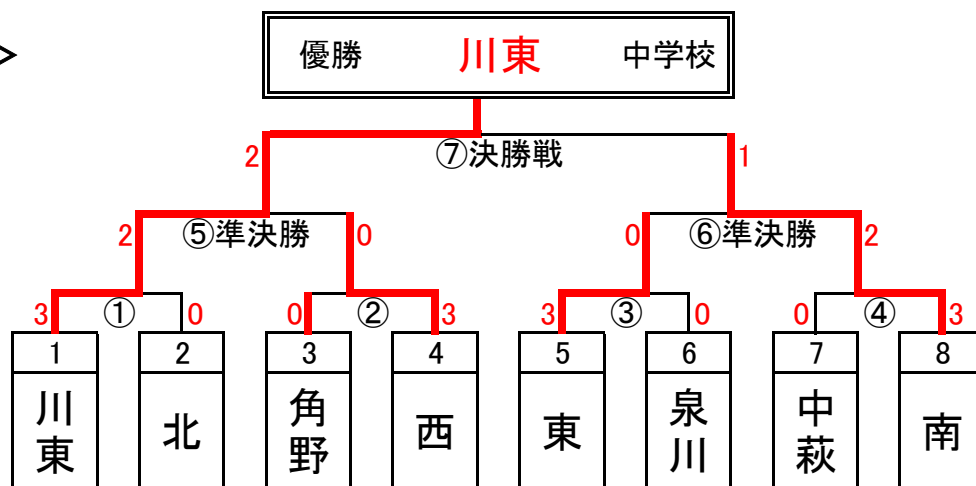 >
優勝 川東 中学校
2 ⑦決勝戦 1
2 ⑤準決勝 0 0 ⑥準決勝 2
3 ① 0 0 ② 3 3 ③ 0 0 ④ 3
1 2 3 4 5 6 7 8
川東 北 角野 西 東 泉川 中萩 南